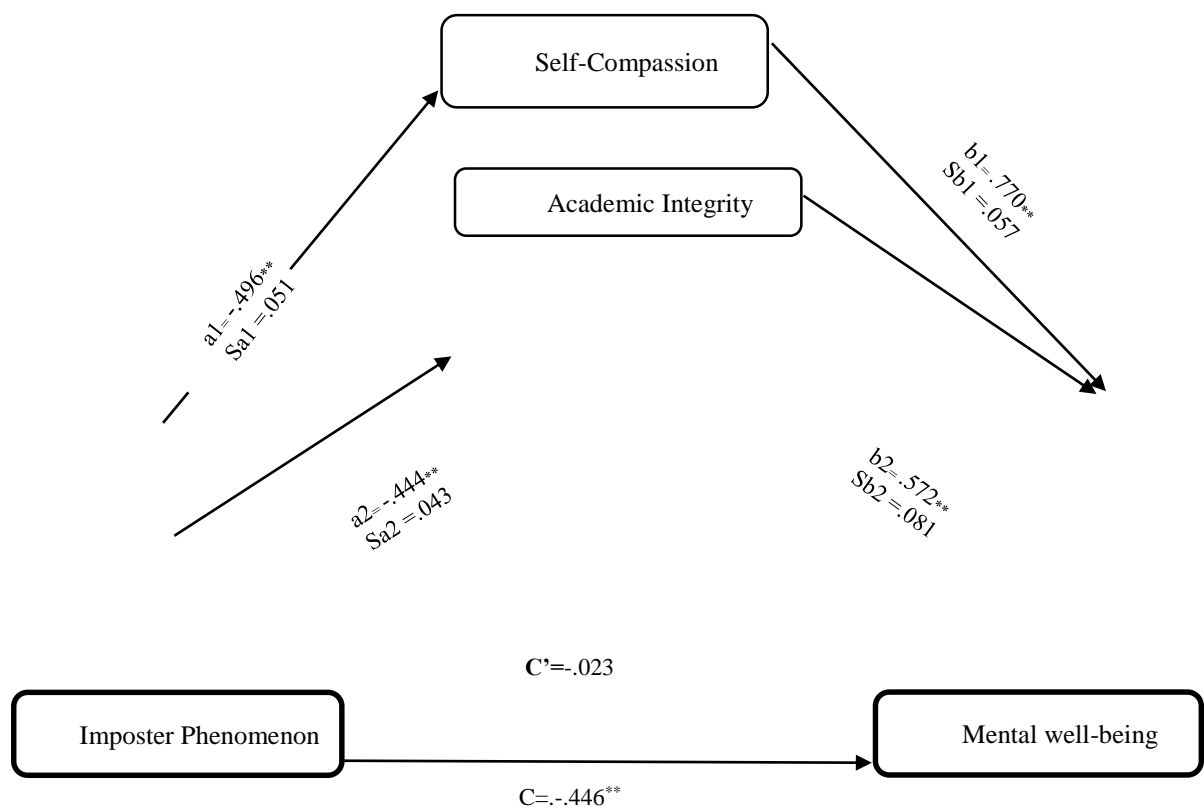 Self-Compassion
Academic Integrity
b1=.770**
Sb1=.057
a1=-.496**
Sa1=.051
a2=-.444**
Sa2=.043
b2=.572**
Sb2=.081
C’=-.023
Imposter Phenomenon
Mental well-being
C=.-.446**